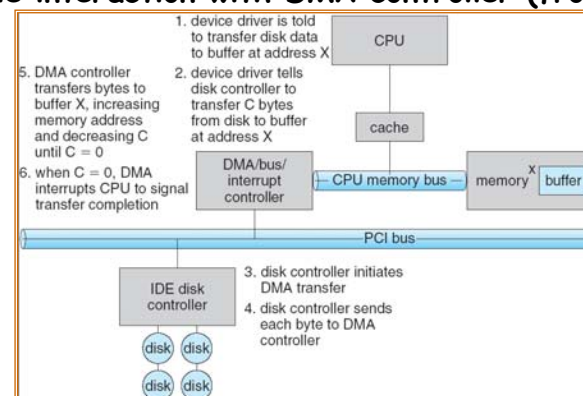 with DMA Controller
1. device driver is told
to transfer disk data
to buffer at address X
2. device driver tells
disk controller to
transfer C bytes
from disk to buffer
at address X
5. DMA controller
transfers bytes to
buffer X, increasing
memory address
and decreasing C
until C = 0
6. when C = 0, DMA
interrupts CPU to signal
transfer completion
CPU
cache
DMA/bus/
interrupt
controller
CPU memory bus
memory
X
buffer
PCI bus
IDE disk
controller
3. disk controller initiates
DMA transfer
4. disk controller sends
each byte to DMA
controller
disk
disk
disk
disk